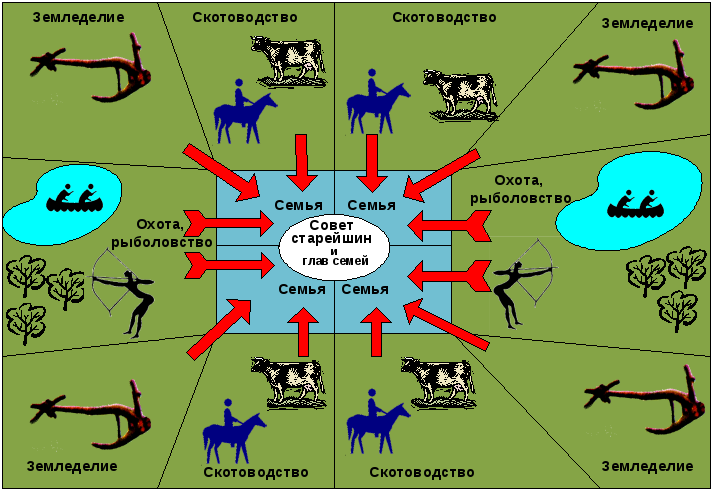 Земледелие
Скотоводство
Скотоводство
Земледелие
Охота,
рыболовство
Охота,
рыболовство
Семья
Семья
Совет
старейшин
и
глав семей
Семья
Семья
Земледелие
Скотоводство
Скотоводство
Земледелие